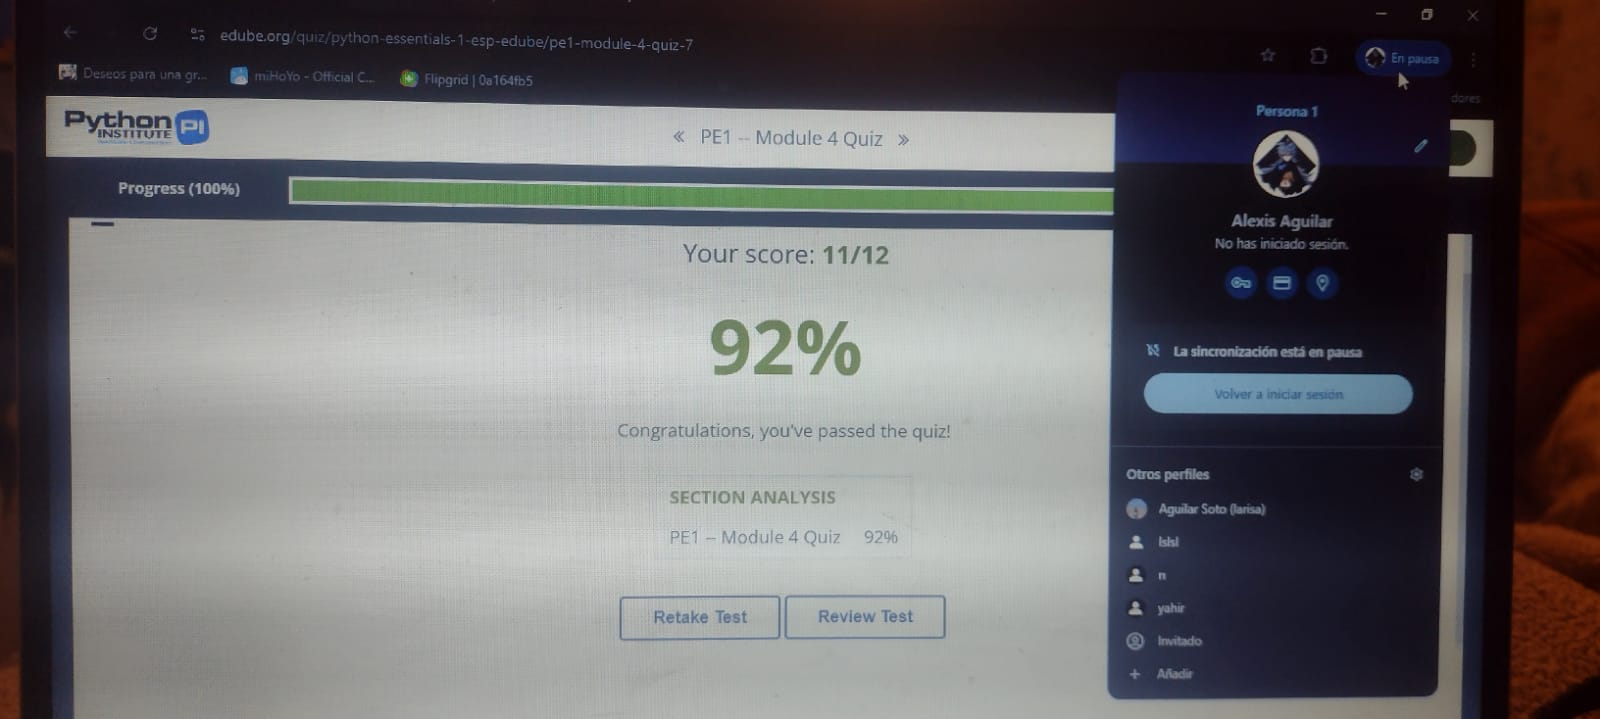 edube.org/quiz/python-essentials-1-esp-edube/pe1-module-4-quiz-7
En pausa
Deseos para una gr...
miHoYo - Official C...
Flipgrid | 0a164fb5
dores
Python
INSTITUTE
PI
« PE1 -- Module 4 Quiz »
Progress (100%)
Your score: 11/12
92%
Congratulations, you've passed the quiz!
SECTION ANALYSIS
PE1 -- Module 4 Quiz 92%
Retake Test
Review Test
Persona 1
Alexis Aguilar
No has iniciado sesión.
La sincronización está en pausa
Volver a iniciar sesión
Otros perfiles
Aguilar Soto (larisa)
lslsl
n
yahir
Invitado
Añadir